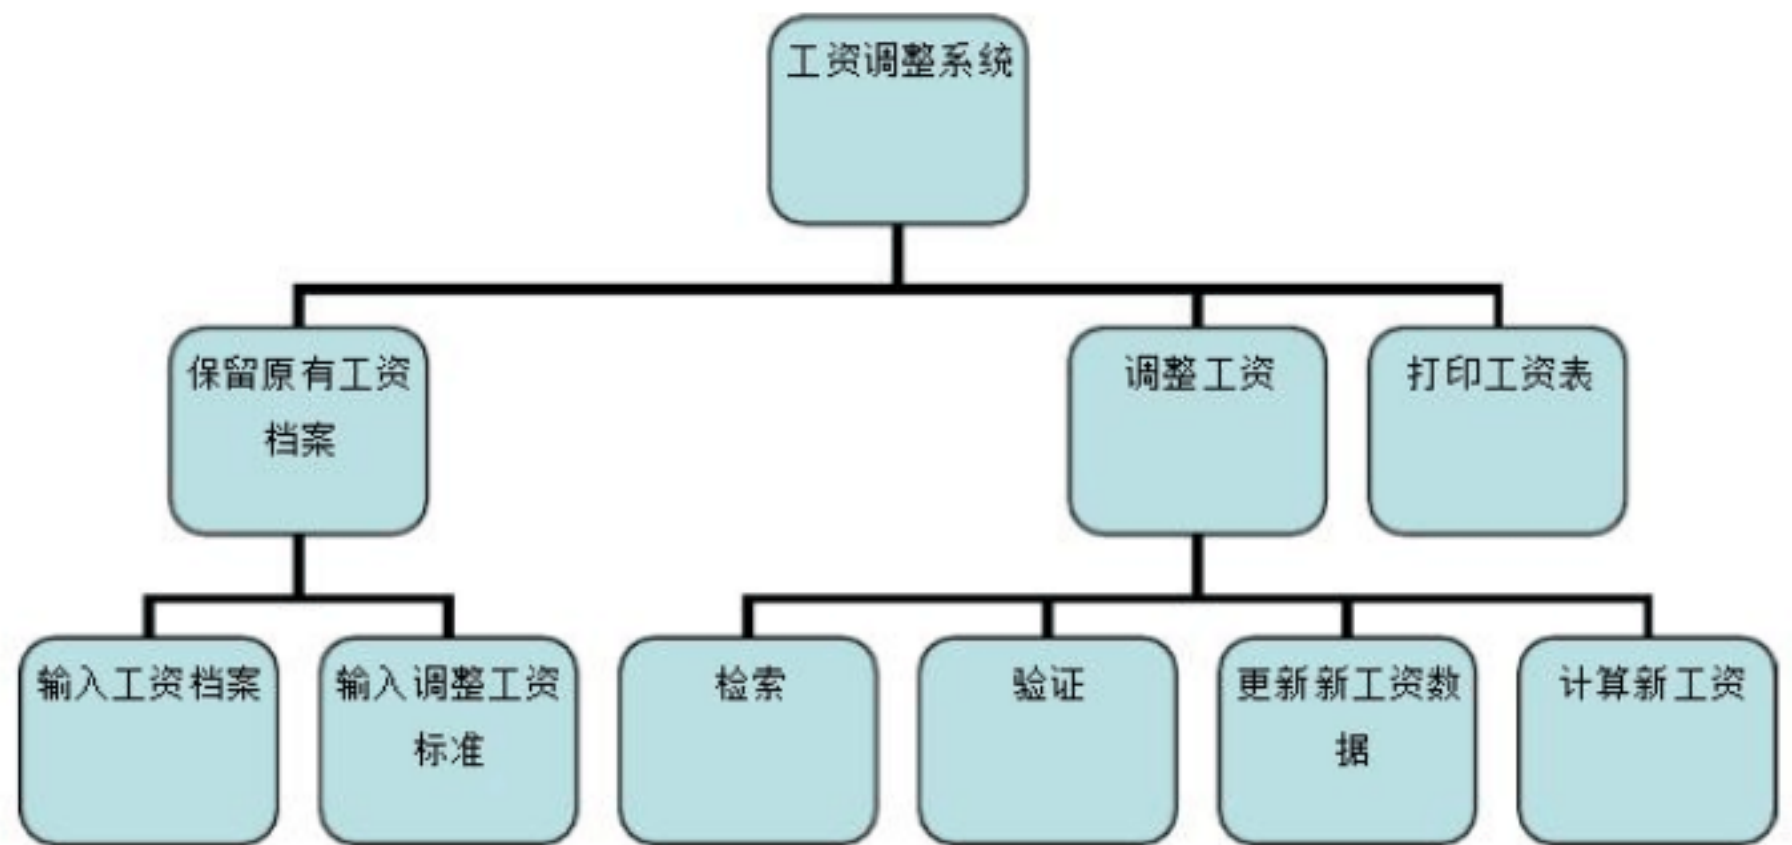 工资调整系统
保留原有工资
档案
调整工资
打印工资表
输入工资档案
输入调整工资
标准
检索
验证
更新新工资数
据
计算新工资